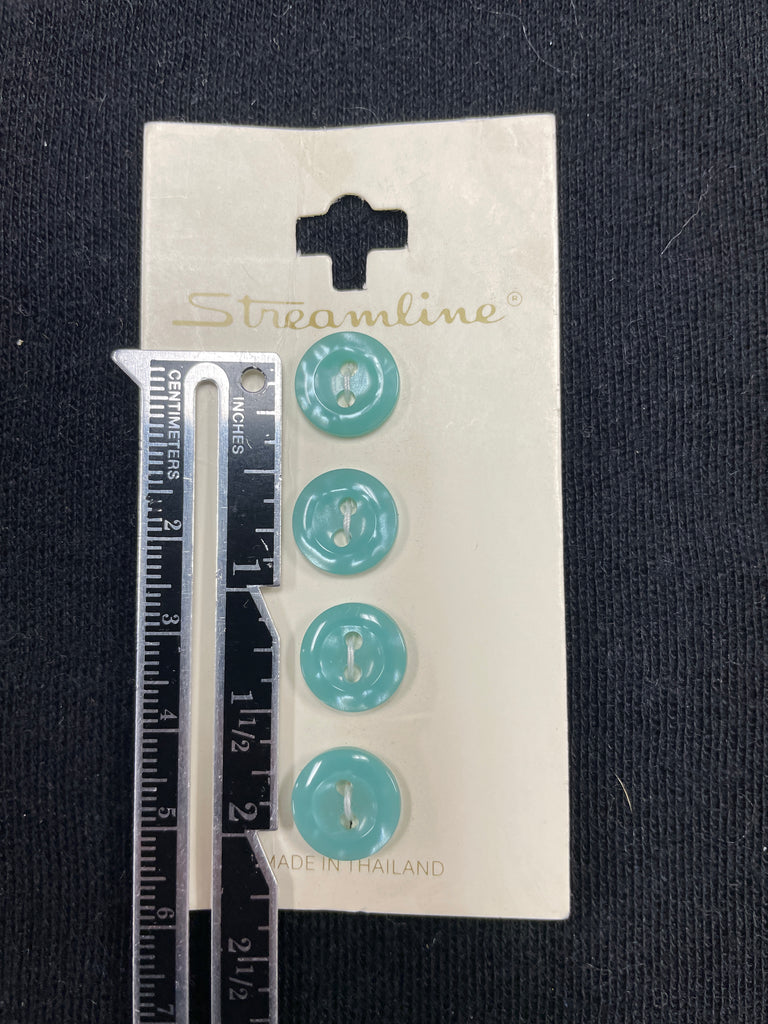 Streamline®
CENTIMETERS
INCHES
2
1
3
1 1/2
4
5
2
6
2 1/2
7
MADE IN THAILAND